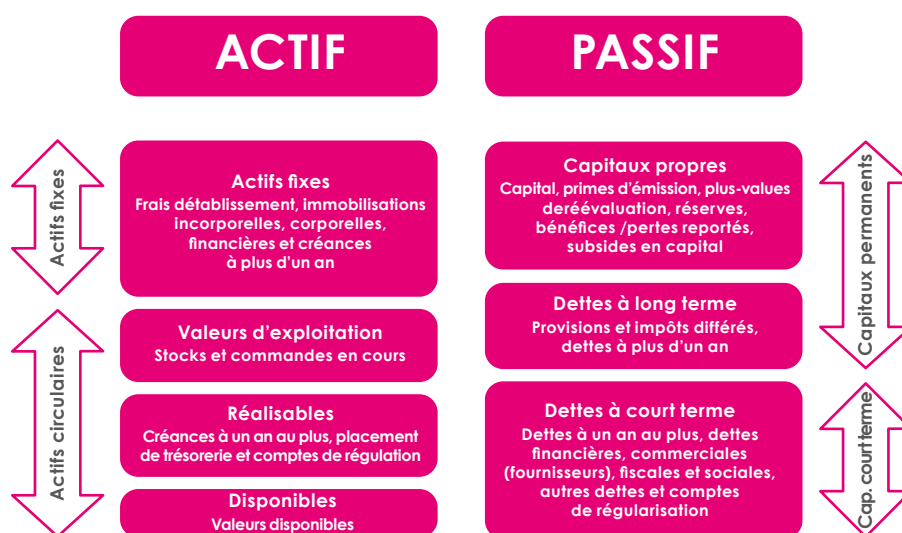 ACTIF
PASSIF
Actifs fixes
Actifs fixes
Frais détablissement, immobilisations
incorporelles, corporelles,
financières et créances
à plus d'un an
Actifs circulaires
Valeurs d'exploitation
Stocks et commandes en cours
Réalisables
Créances à un an au plus, placement
de trésorerie et comptes de régulation
Disponibles
Valeurs disponibles
Capitaux propres
Capital, primes d'émission, plus-values
deréévaluation, réserves,
bénéfices /pertes reportés,
subsides en capital
Dettes à long terme
Provisions et impôts différés,
dettes à plus d'un an
Capitaux permanents
Dettes à court terme
Dettes à un an au plus, dettes
financières, commerciales
(fournisseurs), fiscales et sociales,
autres dettes et comptes
de régularisation
Cap. court terme